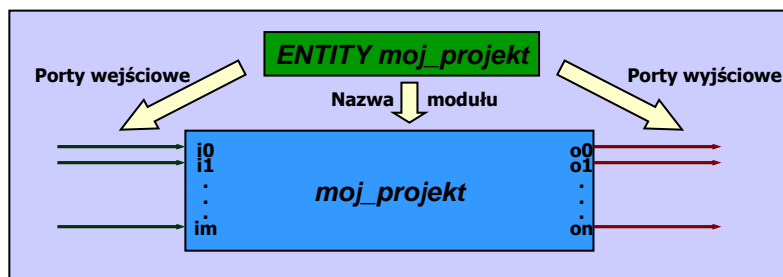 ENTITY moj_projekt
Porty wejściowe
Porty wyjściowe
Nazwa modułu
i0
o0
i1
o1
.
.
.
moj_projekt
.
.
.
im
on